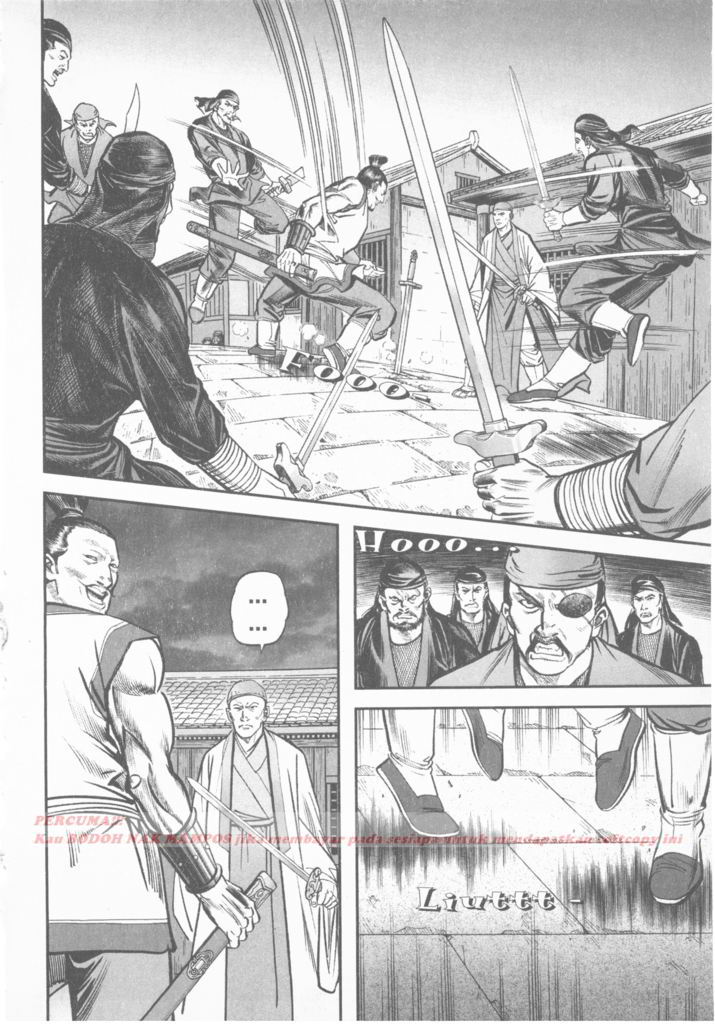 Fooo..
...
...
Hooo...
Liuttt -
PERCUMA!!!
Kau BODOH NAK MAMPOS jika membayar pada sesiapa untuk mendapatkan softcopy ini